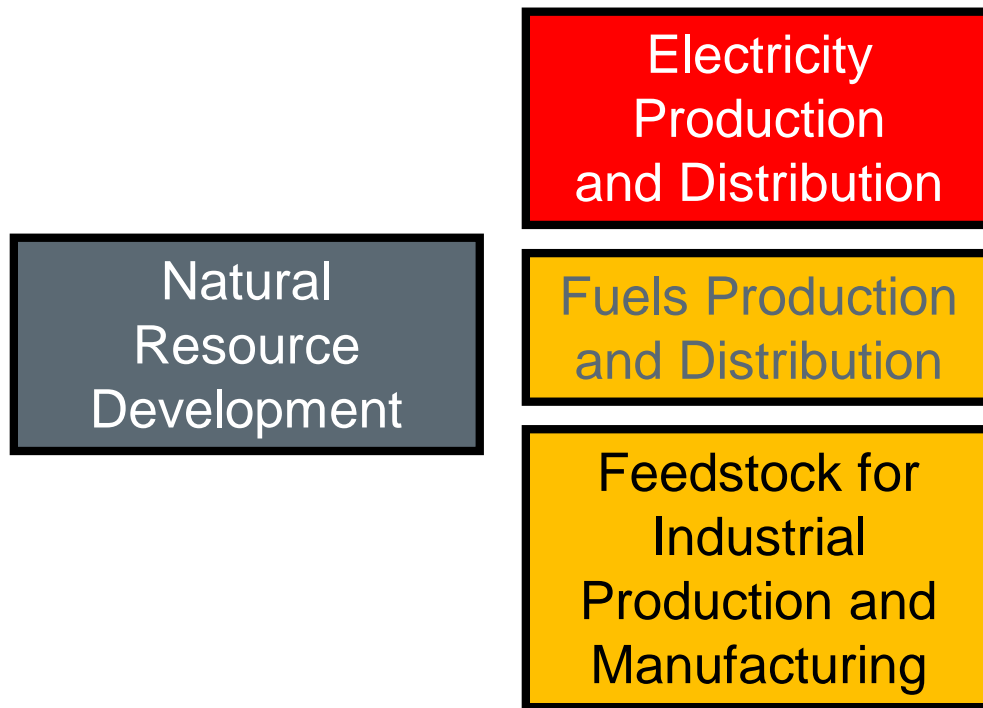 Natural
Resource
Development
Electricity
Production
and Distribution
Fuels Production
and Distribution
Feedstock for
Industrial
Production and
Manufacturing